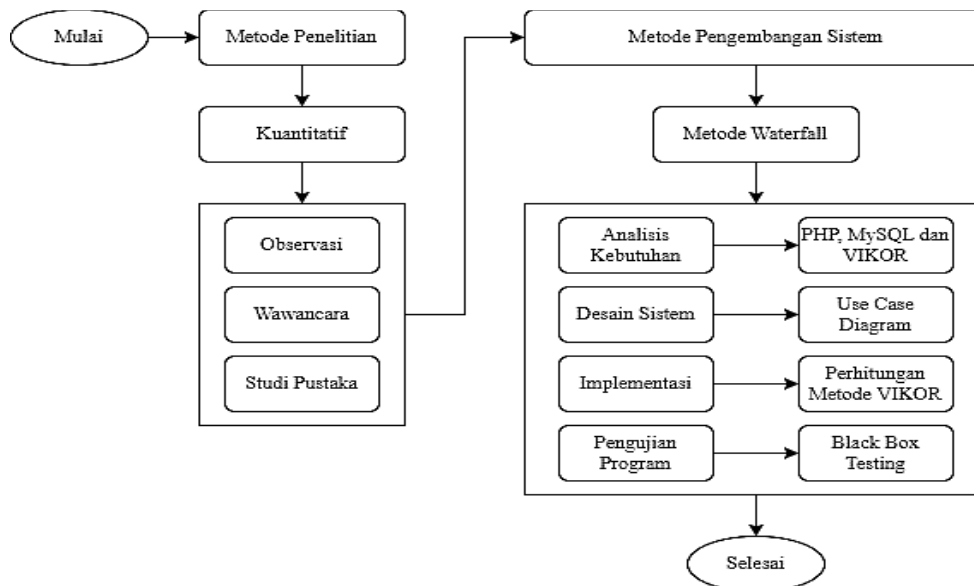 Mulai
Metode Penelitian
Kuantitatif
Observasi
Wawancara
Studi Pustaka
Metode Pengembangan Sistem
Metode Waterfall
Analisis
Kebutuhan
PHP, MySQL dan
VIKOR
Desain Sistem
Use Case
Diagram
Implementasi
Perhitungan
Metode VIKOR
Pengujian
Program
Black Box
Testing
Selesai